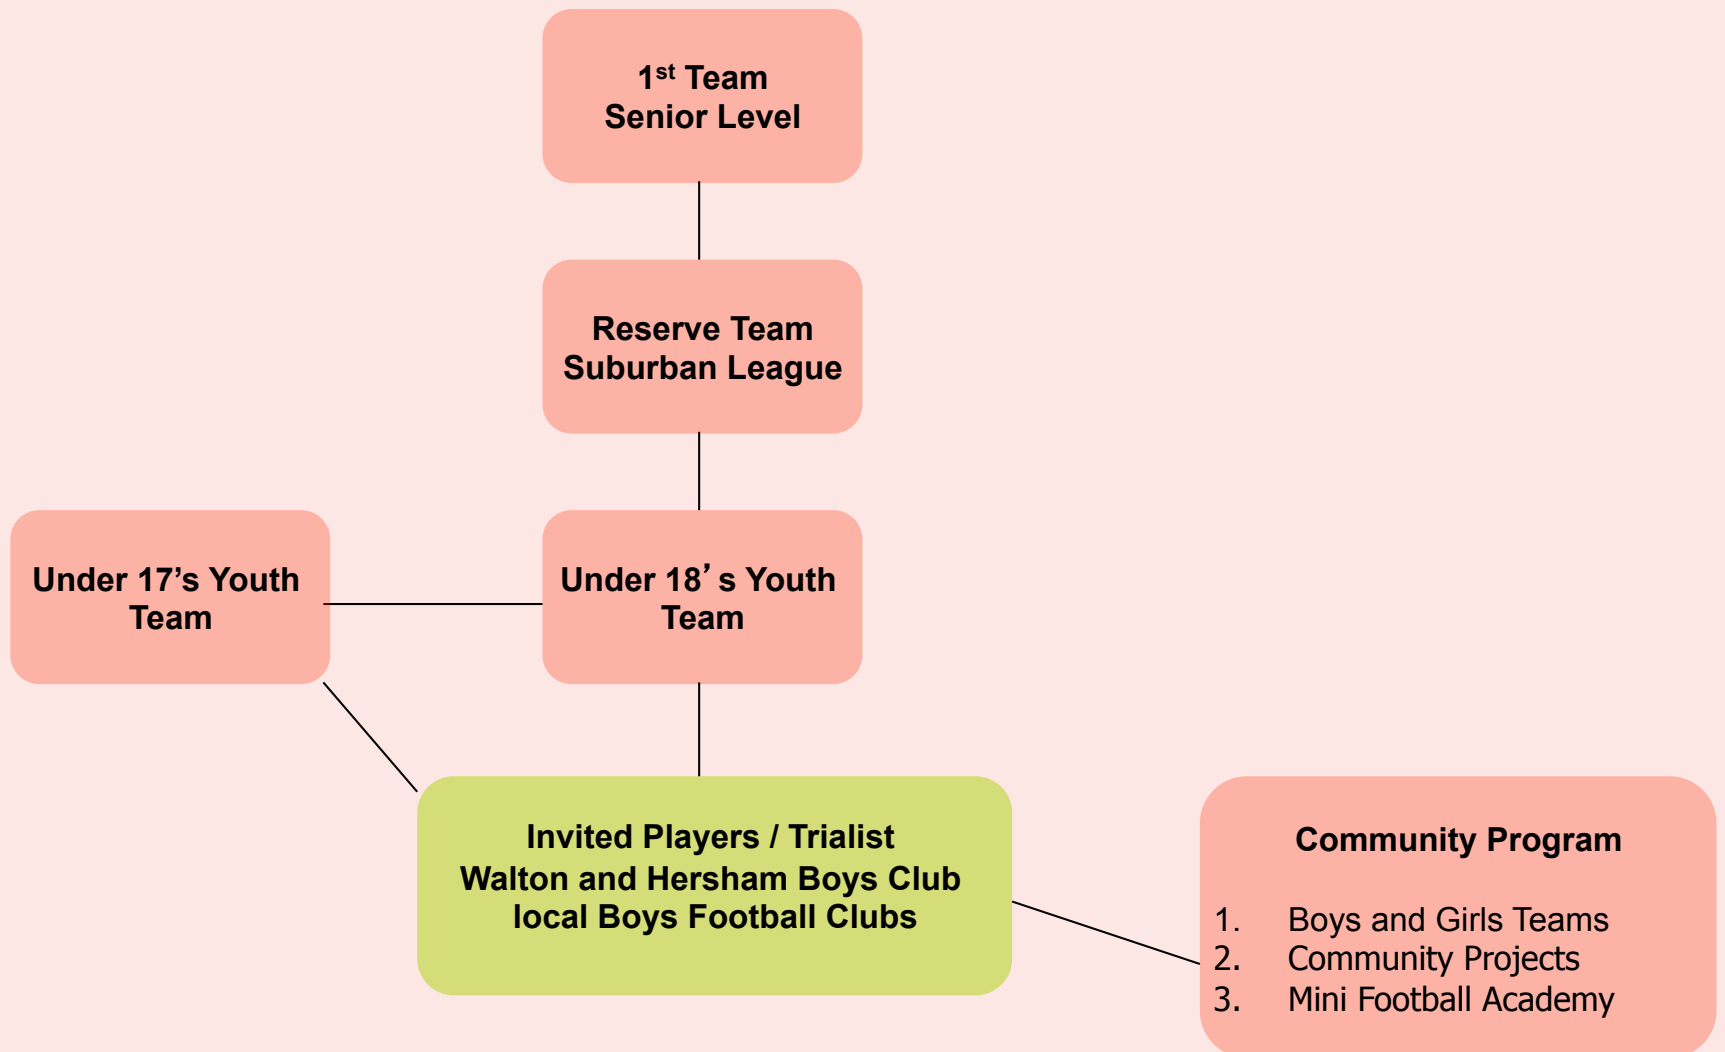 1st Team
Senior Level
Reserve Team
Suburban League
Under 17’s Youth
Team
Under 18’ s Youth
Team
Invited Players / Trialist
Walton and Hersham Boys Club
local Boys Football Clubs
Community Program
1. Boys and Girls Teams
2. Community Projects
3. Mini Football Academy